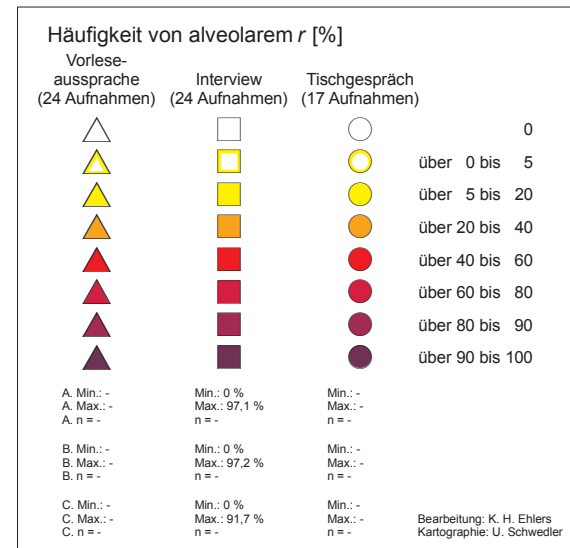 Häufigkeit von alveolarem r [%]
Vorlese-
aussprache
(24 Aufnahmen)
Interview
(24 Aufnahmen)
Tischgespräch
(17 Aufnahmen)
0
über 0 bis 5
über 5 bis 20
über 20 bis 40
über 40 bis 60
über 60 bis 80
über 80 bis 90
über 90 bis 100
A. Min.: - Min.: 0 % Min.: -
A. Max.: - Max.: 97,1 % Max.: -
A. n = - n = - n = -
B. Min.: - Min.: 0 % Min.: -
B. Max.: - Max.: 97,2 % Max.: -
B. n = - n = - n = -
C. Min.: - Min.: 0 % Min.: -
C. Max.: - Max.: 91,7 % Max.: - Bearbeitung: K. H. Ehlers
C. n = - n = - n = - Kartographie: U. Schwedler